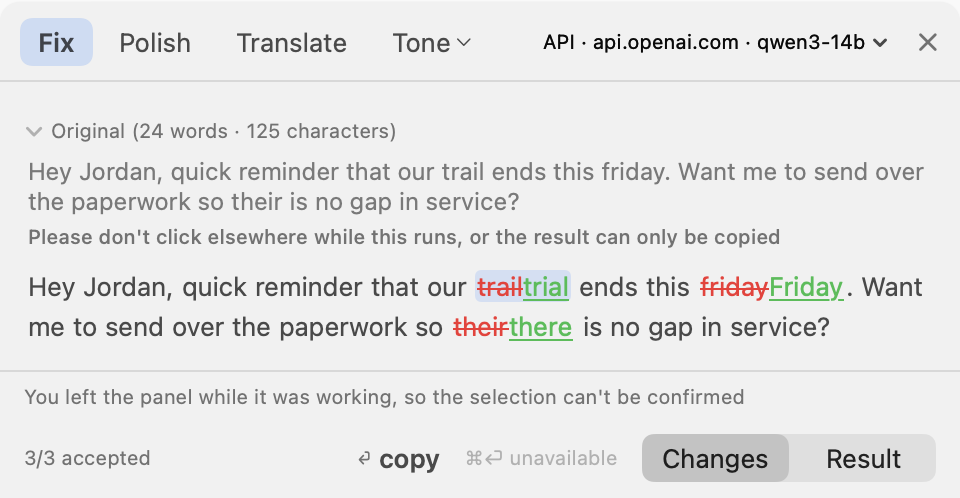 Fix Polish Translate Tone API · api.openai.com · qwen3-14b
Original (24 words · 125 characters)
Hey Jordan, quick reminder that our trail ends this friday. Want me to send over
the paperwork so their is no gap in service?
Please don't click elsewhere while this runs, or the result can only be copied
Hey Jordan, quick reminder that our trailtrial ends this fridayFriday. Want
me to send over the paperwork so theirthere is no gap in service?
You left the panel while it was working, so the selection can't be confirmed
3/3 accepted ⏎ copy ⌘⏎ unavailable Changes Result